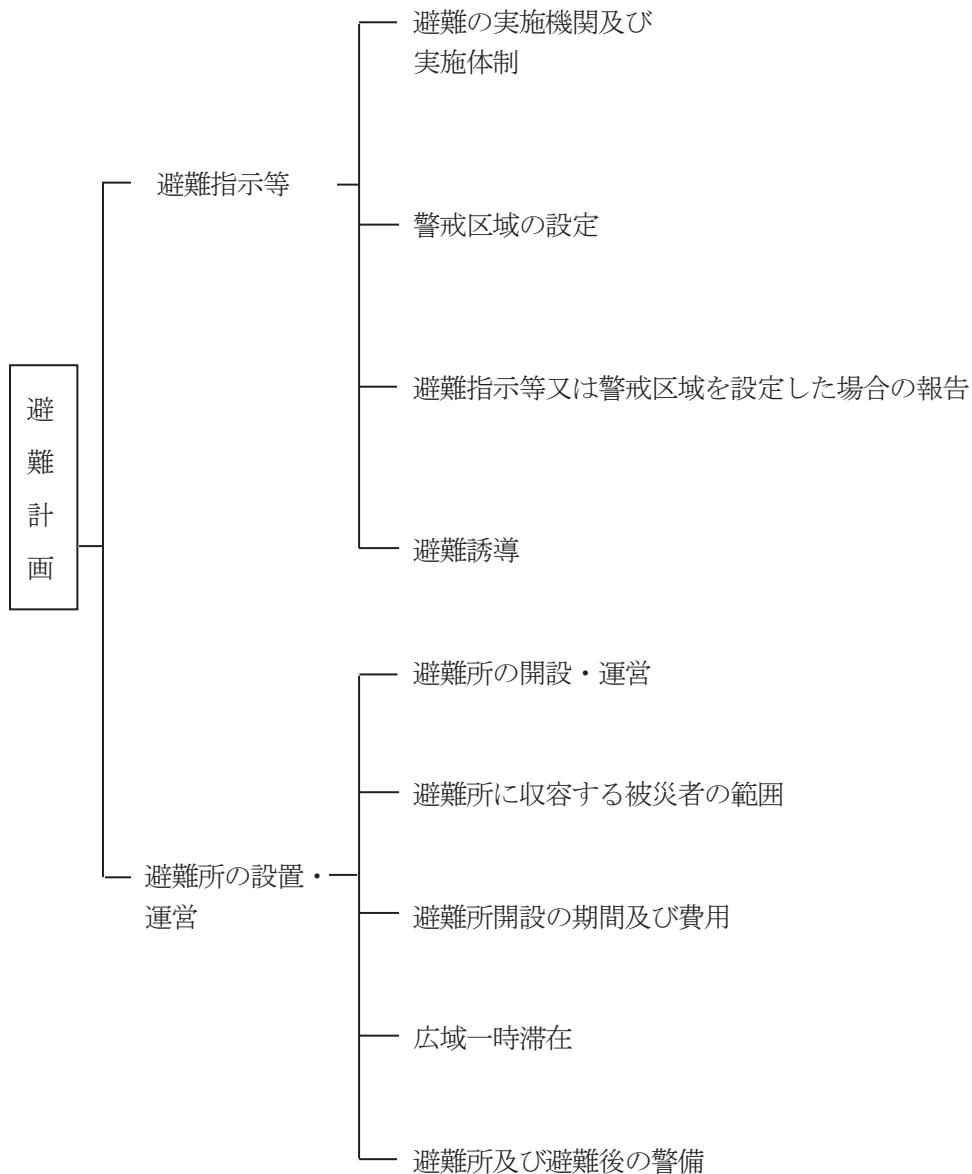 避難計画
避難指示等
避難の実施機関及び
実施体制
警戒区域の設定
避難指示等又は警戒区域を設定した場合の報告
避難誘導
避難所の設置・
運営
避難所の開設・運営
避難所に収容する被災者の範囲
避難所開設の期間及び費用
広域一時滞在
避難所及び避難後の警備